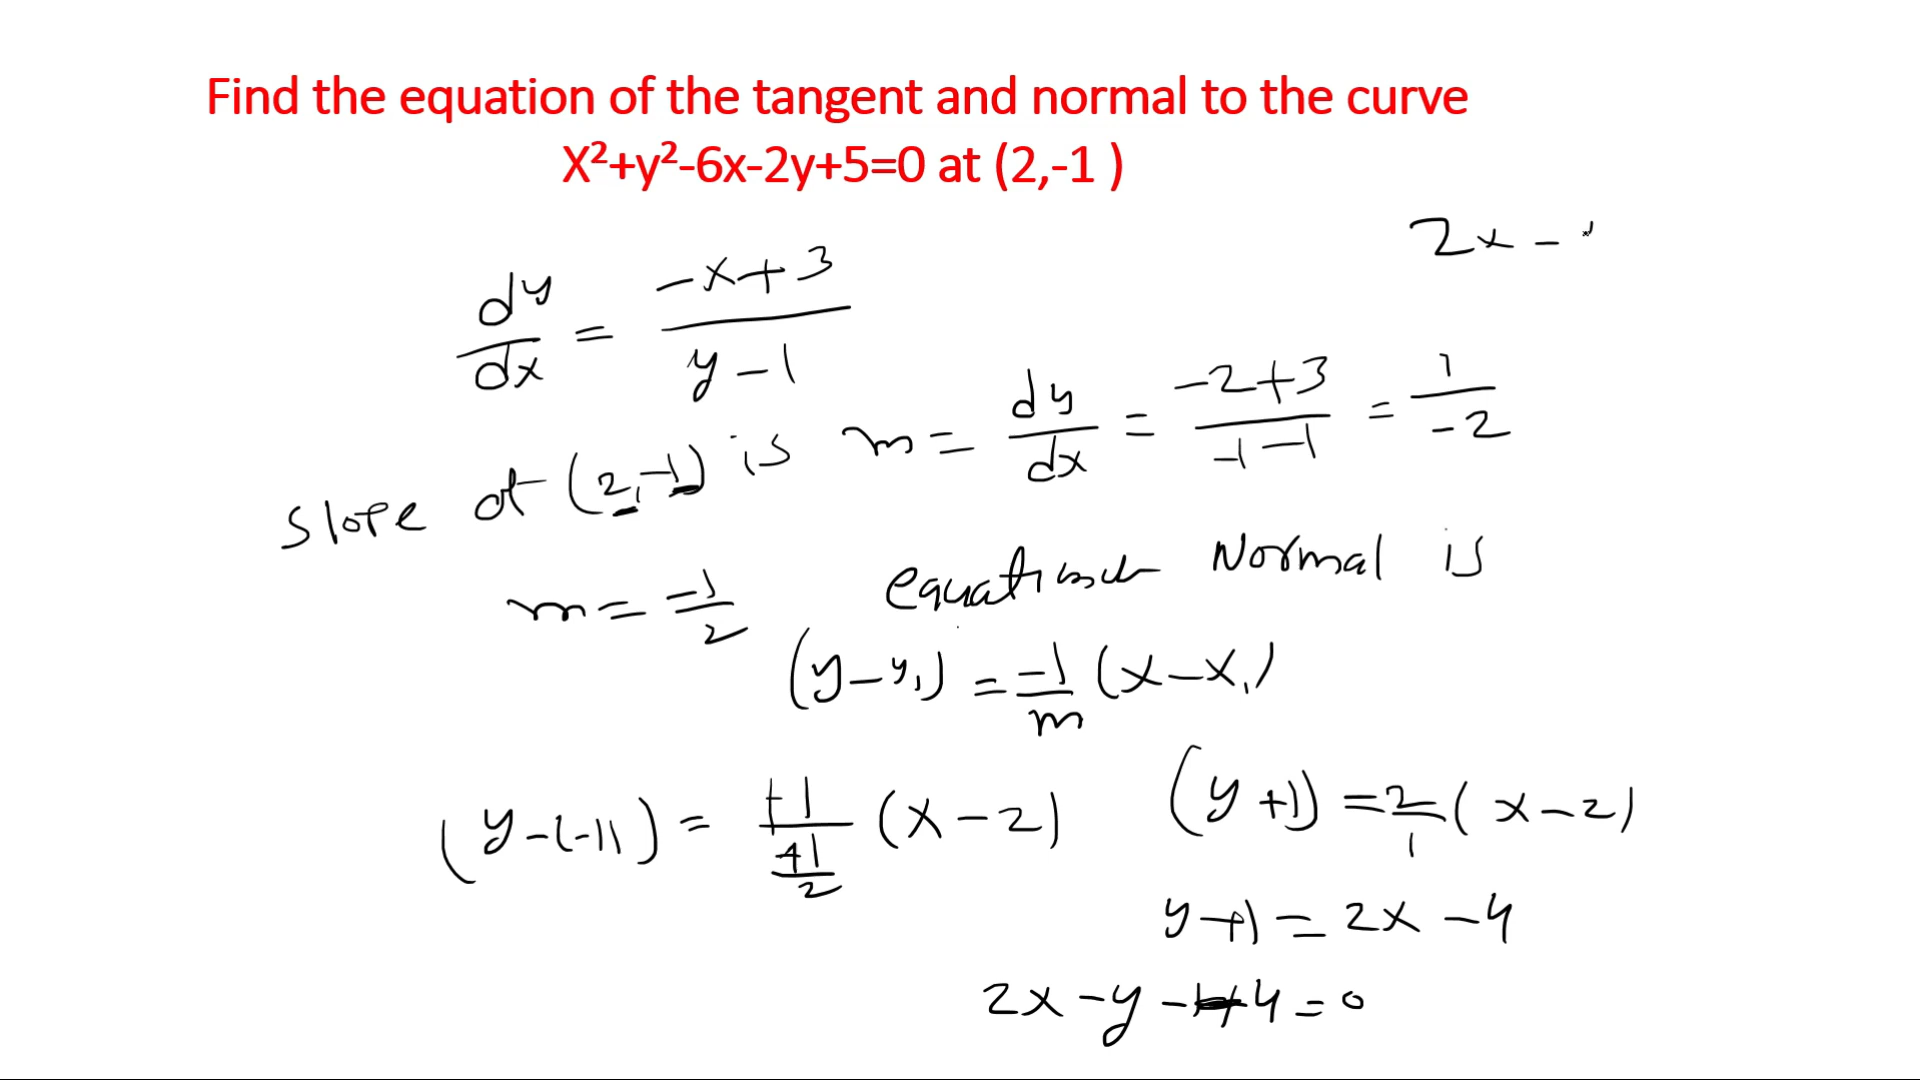 Find the equation of the tangent and normal to the curve
X²+y²-6x-2y+5=0 at (2,-1 )
2x -
dy/dx = -x+3 / y-1
slope at (2,-1) is m = dy/dx = -2+3 / -1-1 = 1/-2
m = -1/2 Normal is
(y-y₁) = -1/m (x-x₁)
(y-(-1)) = +1/+1/2 (x-2) (y+1) = 2/1 (x-2)
y+1 = 2x-4
2x-y- 4=0